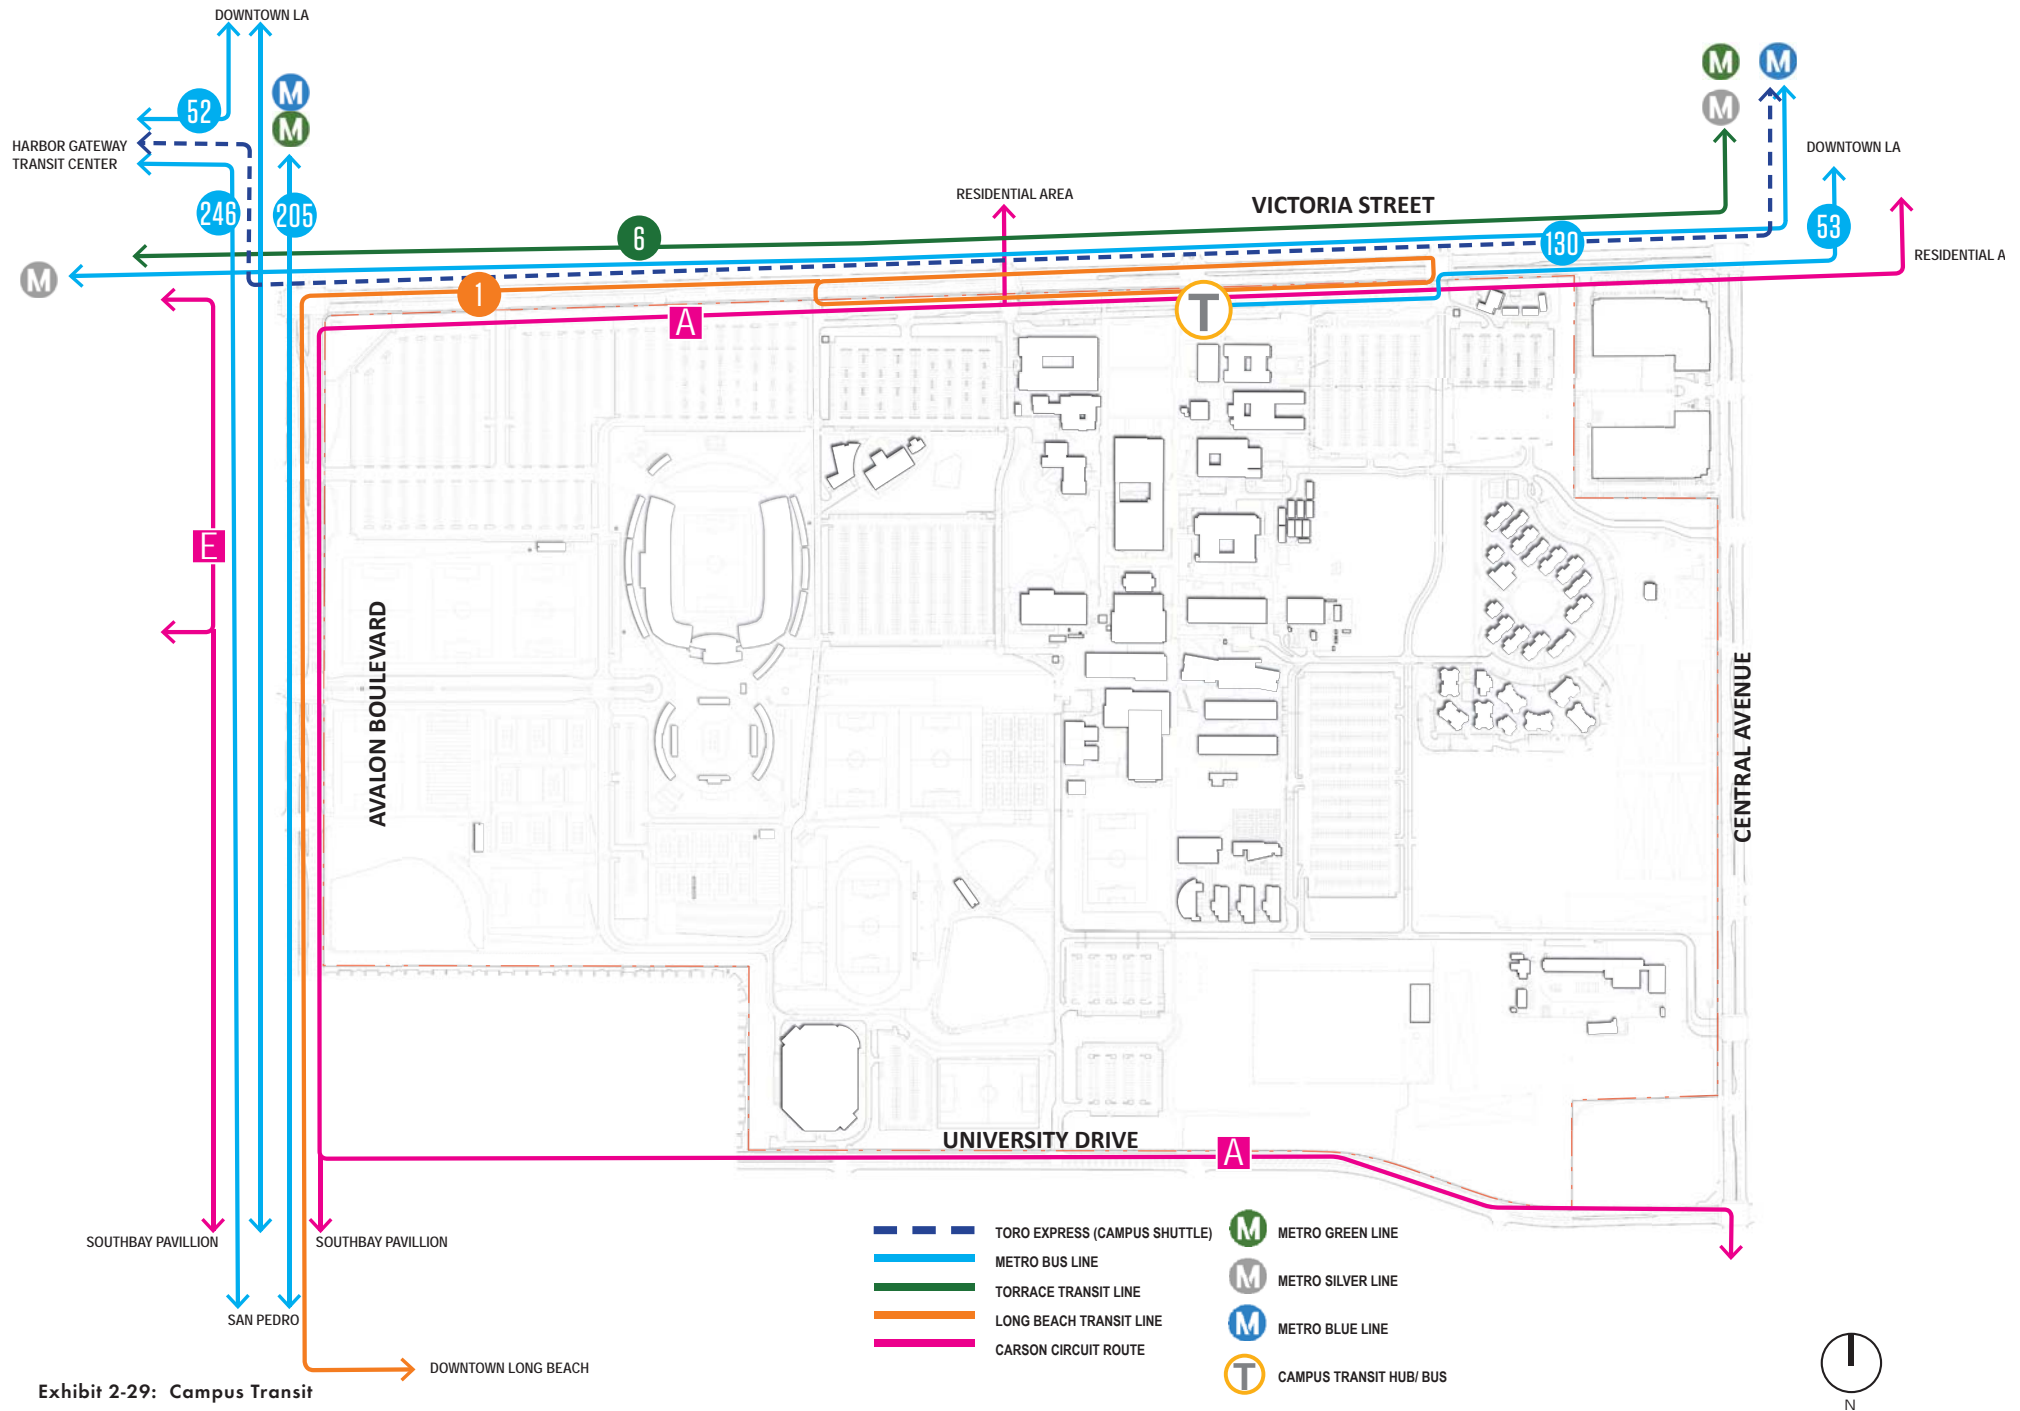 DOWNTOWN LA
M
M
M
M
M
52
HARBOR GATEWAY
TRANSIT CENTER
DOWNTOWN LA
RESIDENTIAL AREA
VICTORIA STREET
246
205
6
130
53
RESIDENTIAL A
M
1
A
T
E
AVALON BOULEVARD
CENTRAL AVENUE
UNIVERSITY DRIVE
A
SOUTHBAY PAVILLION
SOUTHBAY PAVILLION
SAN PEDRO
DOWNTOWN LONG BEACH
TORO EXPRESS (CAMPUS SHUTTLE)
METRO BUS LINE
TORRACE TRANSIT LINE
LONG BEACH TRANSIT LINE
CARSON CIRCUIT ROUTE
M METRO GREEN LINE
M METRO SILVER LINE
M METRO BLUE LINE
T CAMPUS TRANSIT HUB/ BUS
N
Exhibit 2-29: Campus Transit